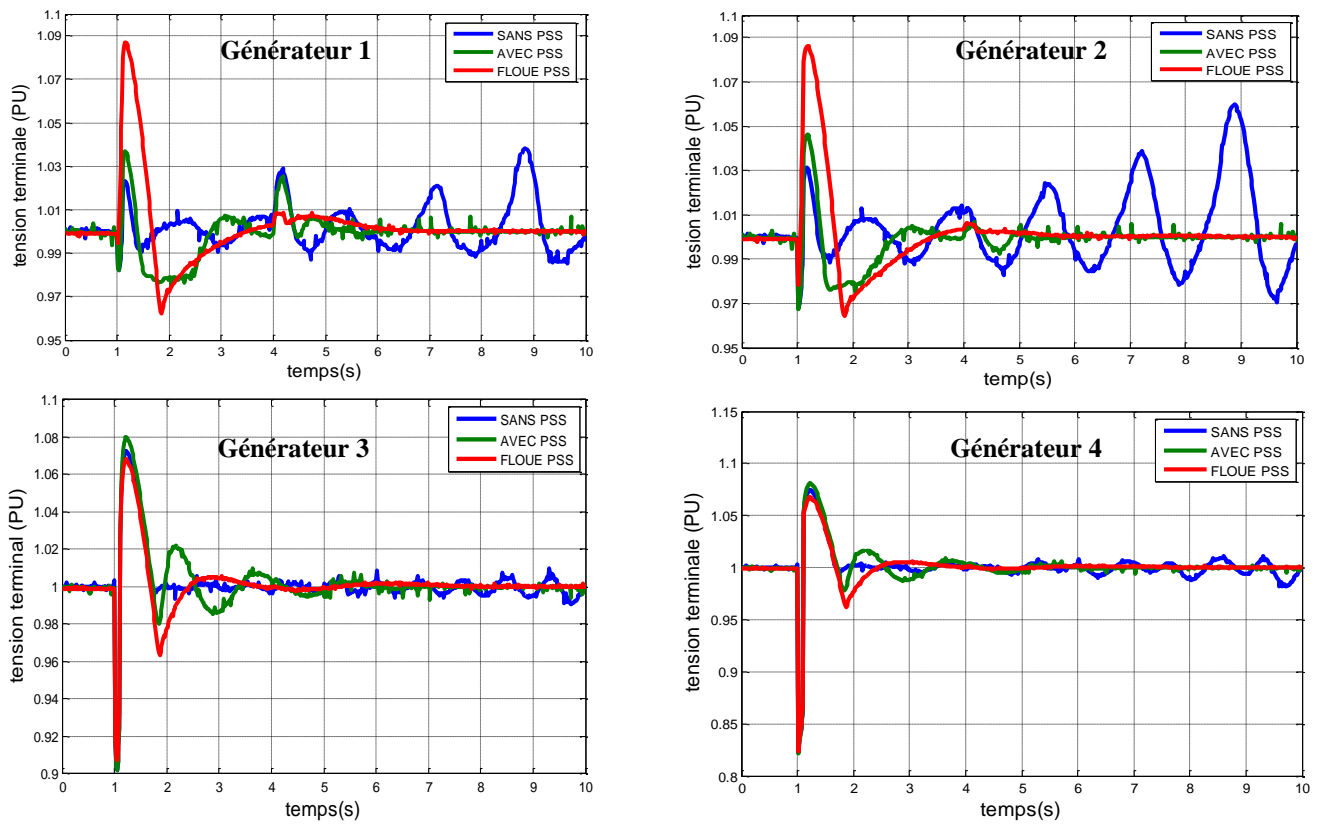 Générateur 1
SANS PSS
AVEC PSS
FLOUE PSS
1.1
1.09
1.07
1.05
1.03
1.01
0.99
0.97
0.95
tension terminale (PU)
0 1 2 3 4 5 6 7 8 9 10
temps(s)
Générateur 2
SANS PSS
AVEC PSS
FLOUE PSS
1.1
1.09
1.07
1.05
1.03
1.01
0.99
0.97
0.95
tesion terminale (PU)
0 1 2 3 4 5 6 7 8 9 10
temp(s)
Générateur 3
SANS PSS
AVEC PSS
FLOUE PSS
1.1
1.08
1.06
1.04
1.02
1
0.98
0.96
0.94
0.92
0.9
tension terminal (PU)
0 1 2 3 4 5 6 7 8 9 10
temps(s)
Générateur 4
SANS PSS
AVEC PSS
FLOUE PSS
1.15
1.1
1.05
1
0.95
0.9
0.85
0.8
tension terminale (PU)
0 1 2 3 4 5 6 7 8 9 10
temps(s)